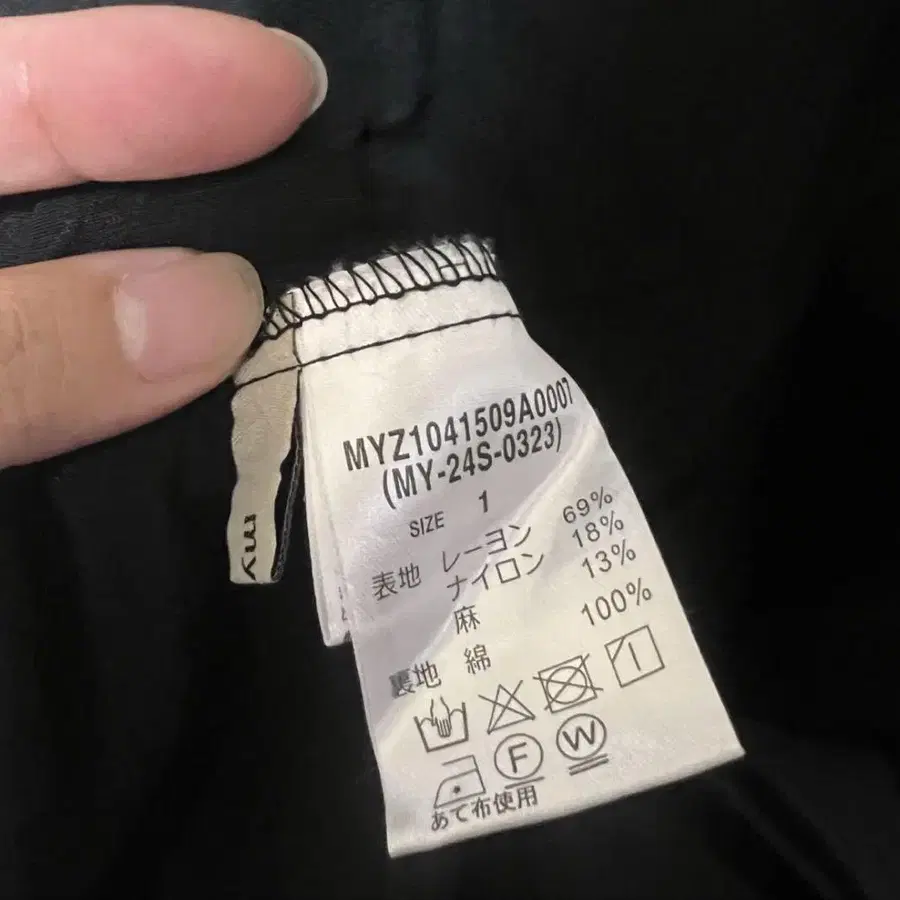 MYZ1041509A0007
(MY-24S-0323)
SIZE 1
表地 レーヨン 69%
ナイロン 18%
麻 13%
裏地 綿 100%
F W
あて布使用
my